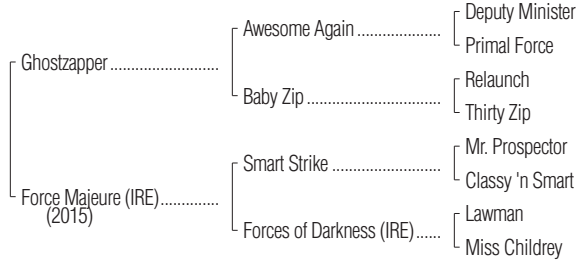 Deputy Minister
Awesome Again ...................
Primal Force
Ghostzapper .........................
Relaunch
Baby Zip ...............................
Thirty Zip
Mr. Prospector
Smart Strike .........................
Classy 'n Smart
Force Majeure (IRE).............
(2015)
Lawman
Forces of Darkness (IRE)......
Miss Childrey